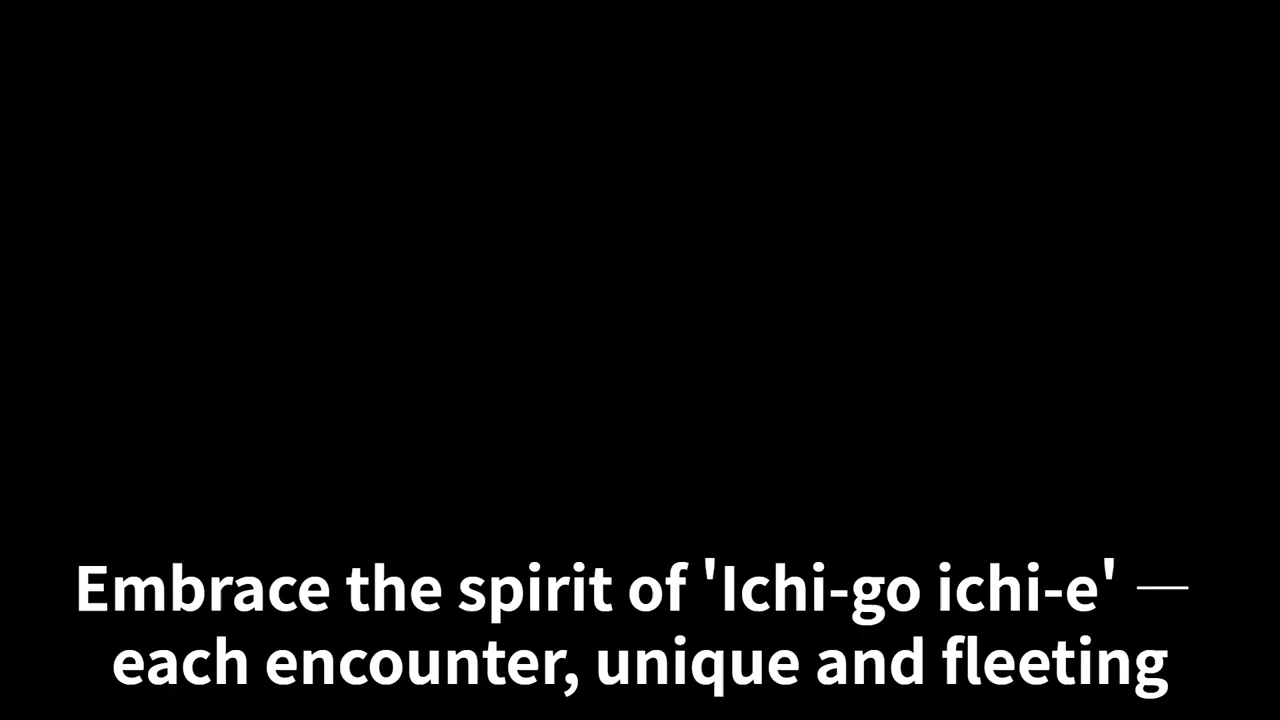 Embrace the spirit of 'Ichi-go ichi-e' —
each encounter, unique and fleeting